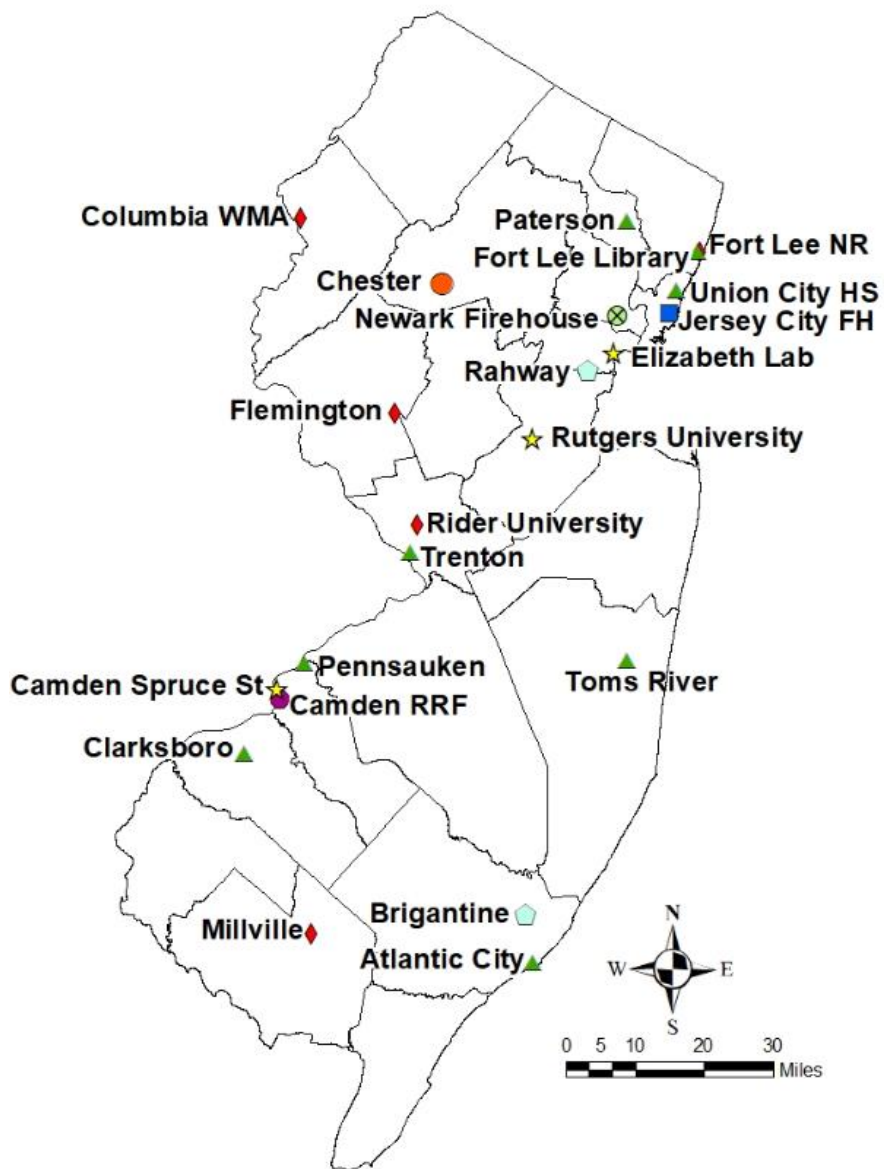 Columbia WMA
Paterson
Fort Lee NR
Fort Lee Library
Chester
Union City HS
Newark Firehouse
Jersey City FH
Elizabeth Lab
Rahway
Flemington
Rutgers University
Rider University
Trenton
Pennsauken
Camden Spruce St
Toms River
Camden RRF
Clarksboro
Brigantine
Millville
Atlantic City
N
W E
S
0 5 10 20 30
Miles